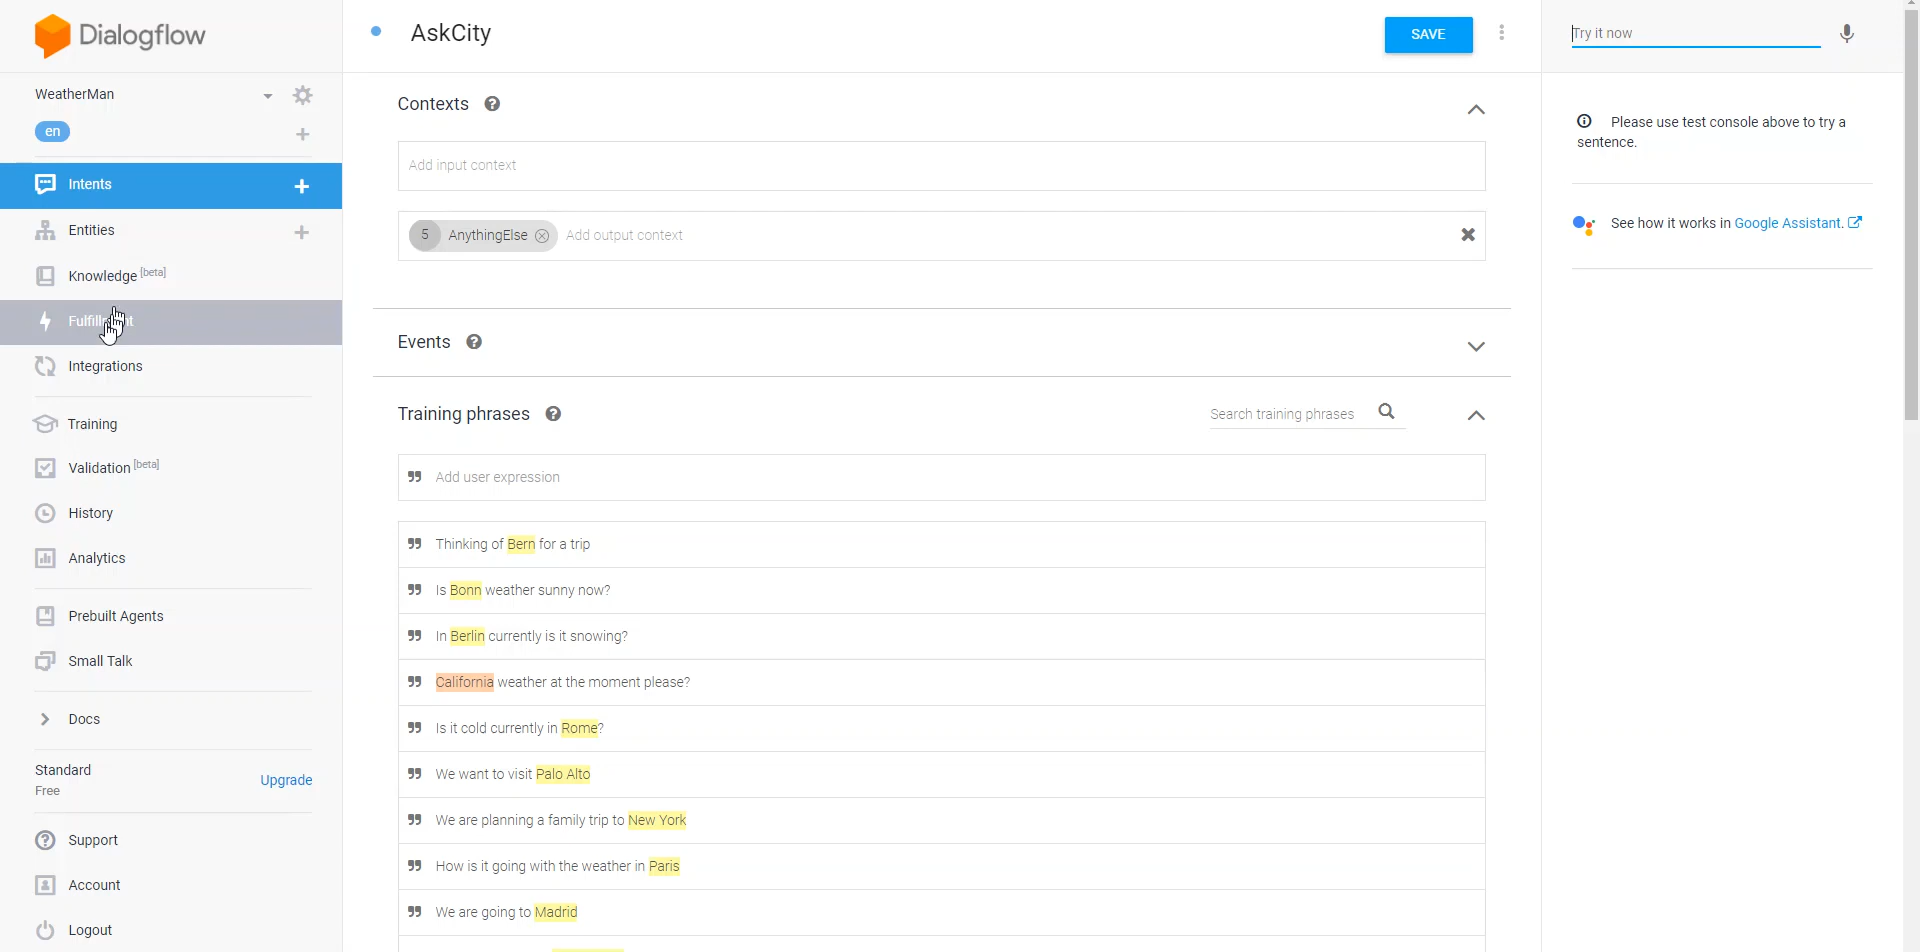 Dialogflow
WeatherMan
en
Intents
Entities
Knowledge [beta]
Integrations
Training
Validation [beta]
History
Analytics
Prebuilt Agents
Small Talk
Docs
Standard
Free
Upgrade
Support
Account
Logout
AskCity
SAVE
Contexts
Add input context
5 AnythingElse Add output context
Events
Training phrases
Search training phrases
Add user expression
Thinking of Bern for a trip
Is Bonn weather sunny now?
In Berlin currently is it snowing?
California weather at the moment please?
Is it cold currently in Rome?
We want to visit Palo Alto
We are planning a family trip to New York
How is it going with the weather in Paris
We are going to Madrid
Try it now
Please use test console above to try a
sentence.
See how it works in Google Assistant.